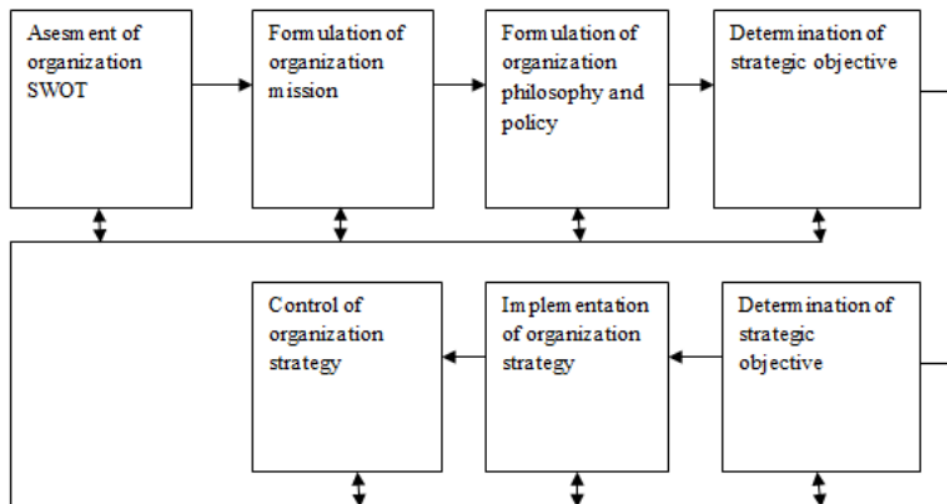 Asesment of
organization
SWOT
Formulation of
organization
mission
Formulation of
organization
philosophy and
policy
Determination of
strategic objective
Control of
organization
strategy
Implementation
of organization
strategy
Determination of
strategic
objective